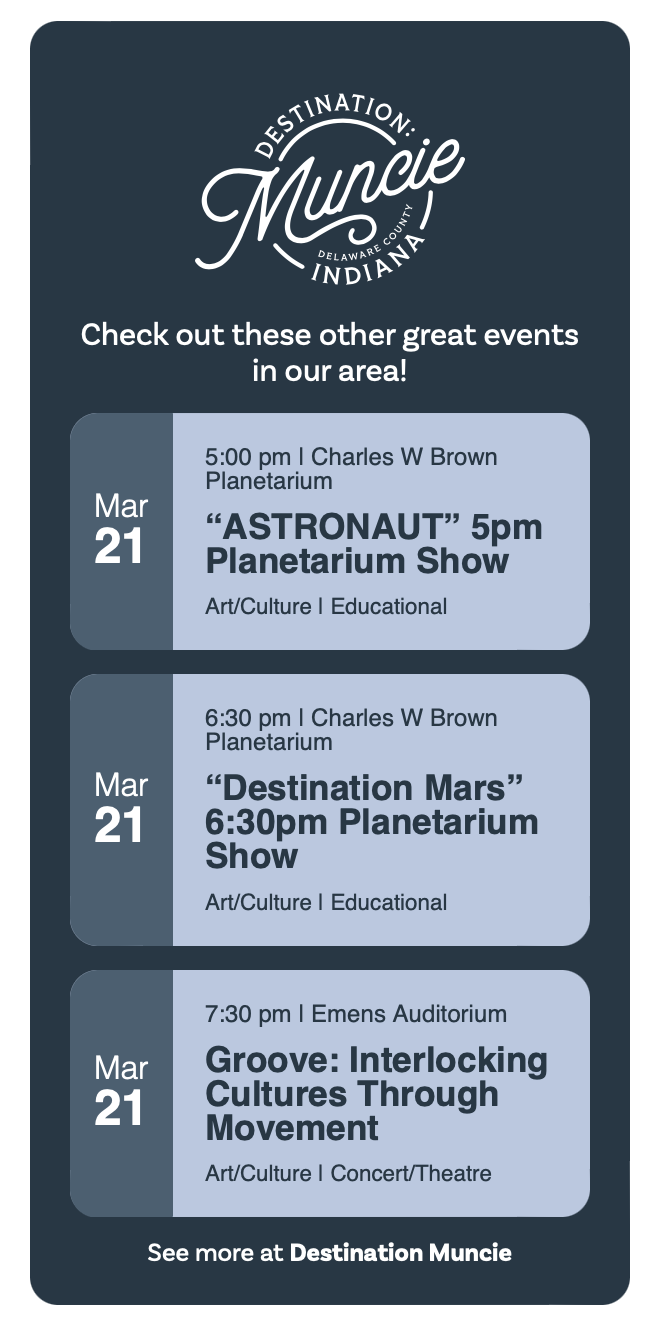 DESTINATION:
Muncie
DELAWARE COUNTY
INDIANA
Check out these other great events
in our area!
Mar
21
5:00 pm | Charles W Brown
Planetarium
“ASTRONAUT” 5pm
Planetarium Show
Art/Culture | Educational
Mar
21
6:30 pm | Charles W Brown
Planetarium
“Destination Mars”
6:30pm Planetarium
Show
Art/Culture | Educational
Mar
21
7:30 pm | Emens Auditorium
Groove: Interlocking
Cultures Through
Movement
Art/Culture | Concert/Theatre
See more at Destination Muncie